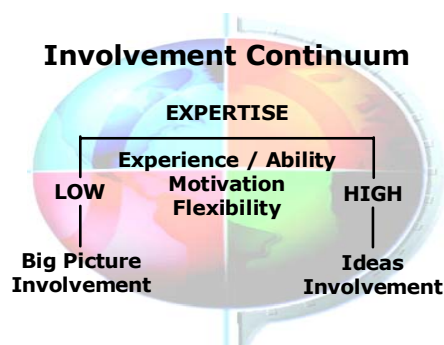 Involvement Continuum
EXPERTISE
Experience / Ability
Motivation
Flexibility
LOW
HIGH
Big Picture
Involvement
Ideas
Involvement